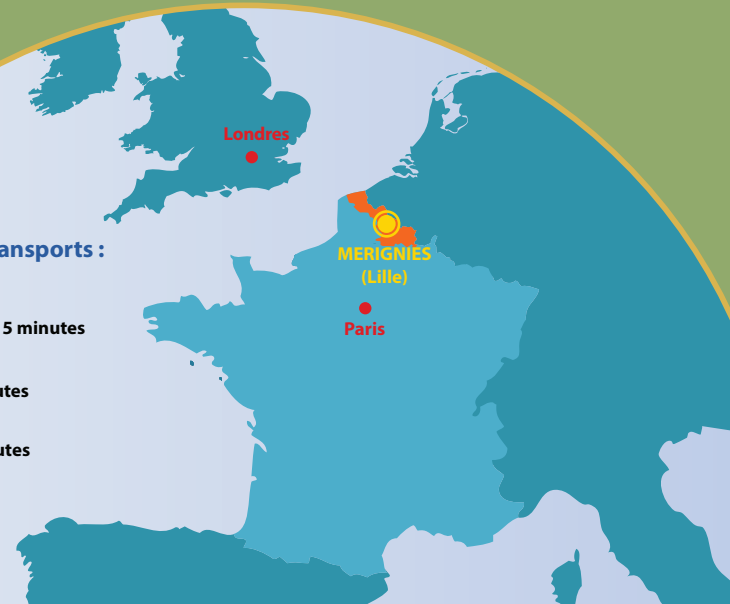 Londres
ansports :
MERIGNIES
(Lille)
5 minutes
Paris
utes
utes